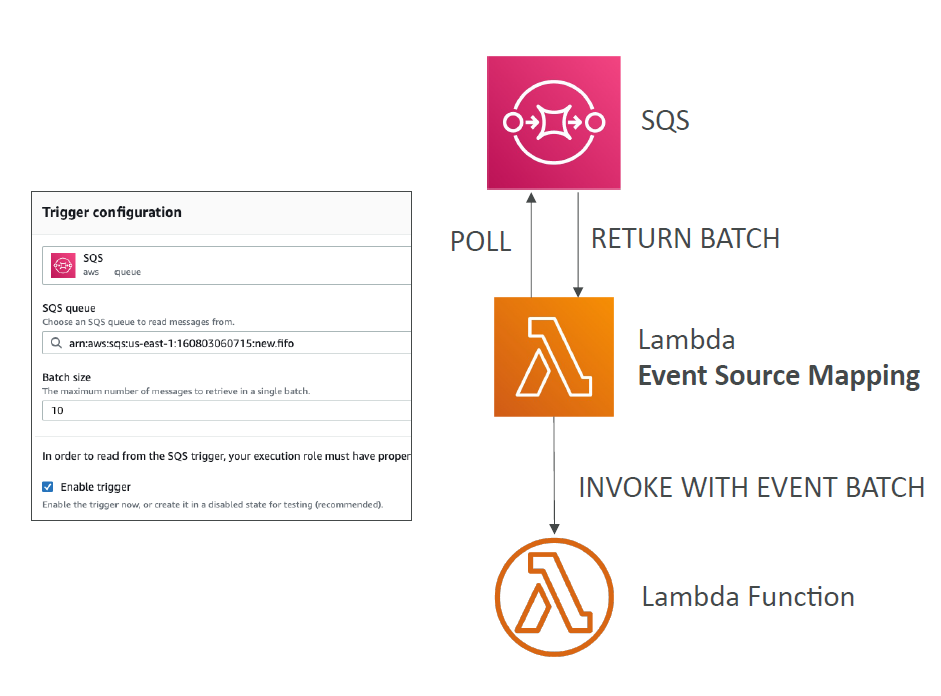 SQS
POLL
RETURN BATCH
Lambda
Event Source Mapping
INVOKE WITH EVENT BATCH
Lambda Function
Trigger configuration
SQS
aws queue
SQS queue
Choose an SQS queue to read messages from.
arn:aws:sqs:us-east-1:160803060715:new.fifo
Batch size
The maximum number of messages to retrieve in a single batch.
10
In order to read from the SQS trigger, your execution role must have proper
Enable trigger
Enable the trigger now, or create it in a disabled state for testing (recommended).